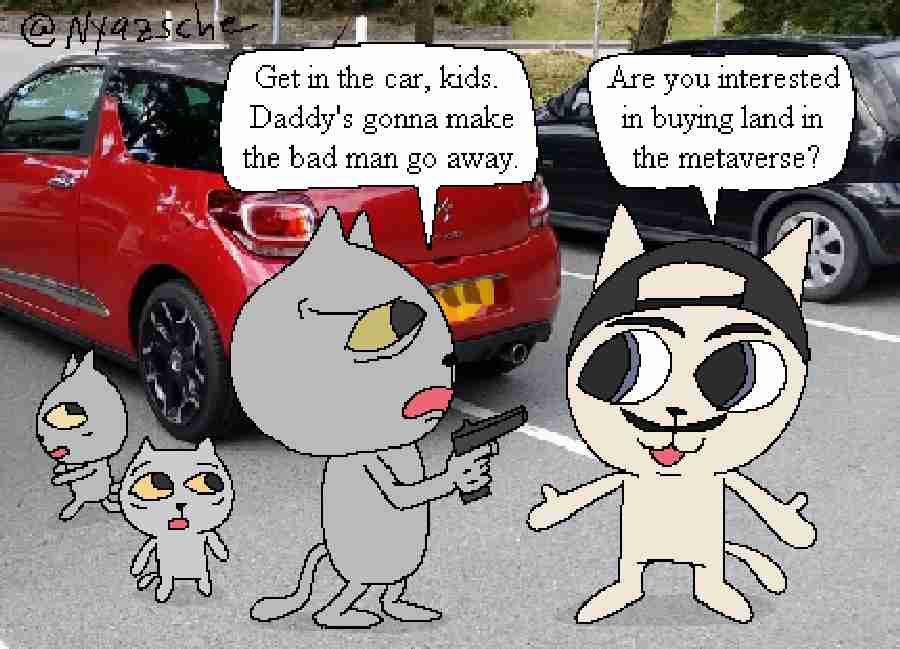 @Nyazsche
Get in the car, kids.
Daddy's gonna make
the bad man go away.
Are you interested
in buying land in
the metaverse?